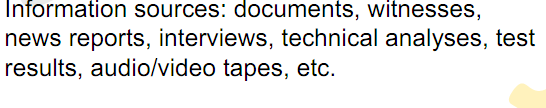 Information sources: documents, witnesses,
news reports, interviews, technical analyses, test
results, audio/video tapes, etc.